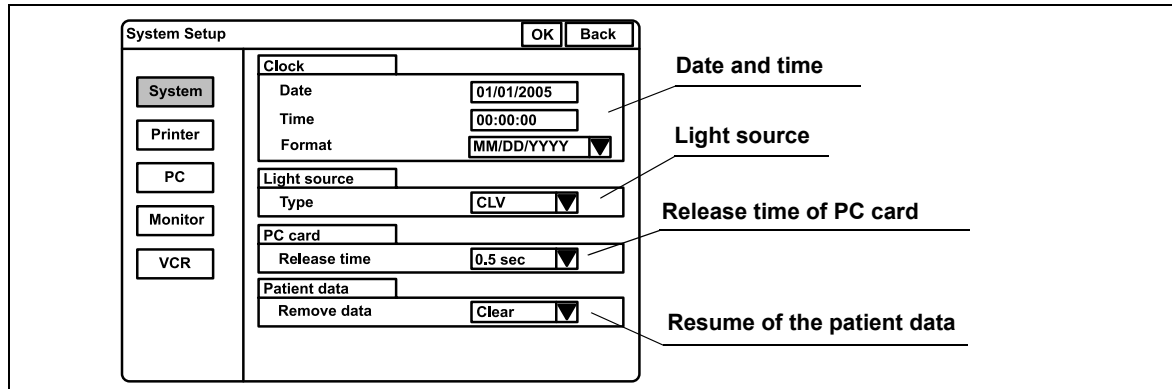 System Setup OK Back
System
Printer
PC
Monitor
VCR
Clock
Date 01/01/2005
Time 00:00:00
Format MM/DD/YYYY
Light source
Type CLV
PC card
Release time 0.5 sec
Patient data
Remove data Clear
Date and time
Light source
Release time of PC card
Resume of the patient data